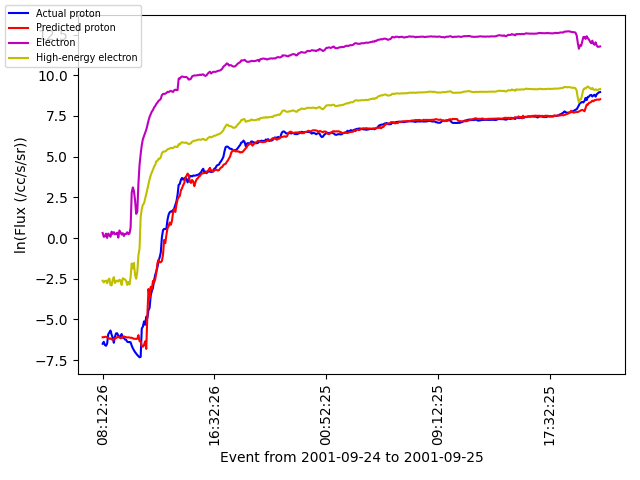 Actual proton
Predicted proton
Electron
High-energy electron
12.5
10.0
7.5
5.0
2.5
0.0
−2.5
−5.0
−7.5
ln(Flux (/cc/s/sr))
08:12:26
16:32:26
00:52:25
09:12:25
17:32:25
Event from 2001-09-24 to 2001-09-25